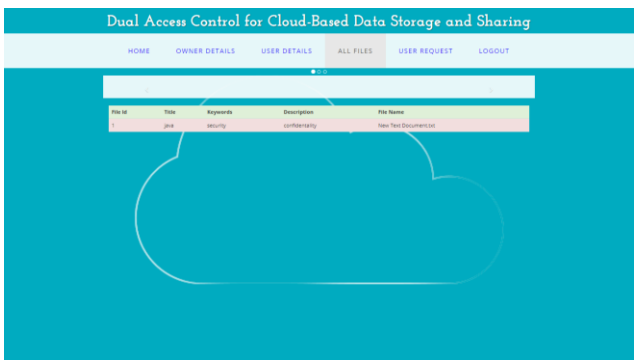 Dual Access Control for Cloud-Based Data Storage and Sharing
HOME OWNER DETAILS USER DETAILS ALL FILES USER REQUEST LOGOUT
File Id Title Keywords Description File Name
1 java security confidentiality New Text Document.txt